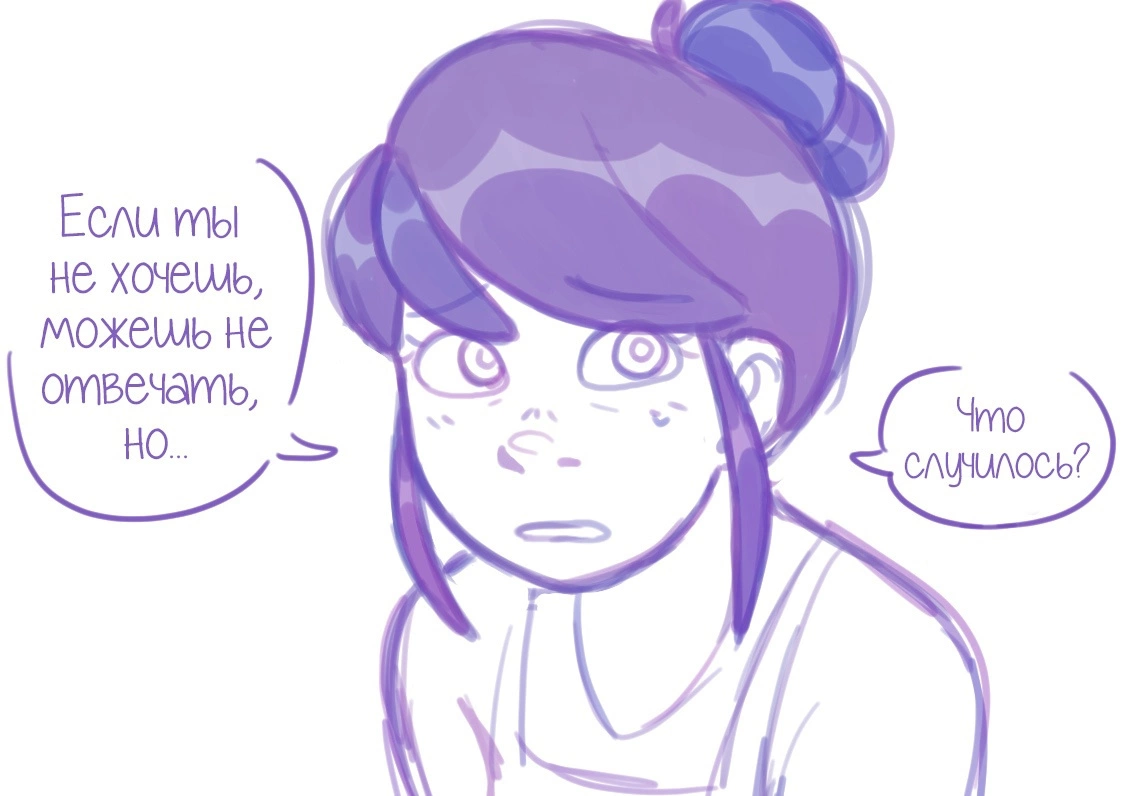 Если ты
не хочешь,
можешь не
отвечать,
но...
Что
случилось?